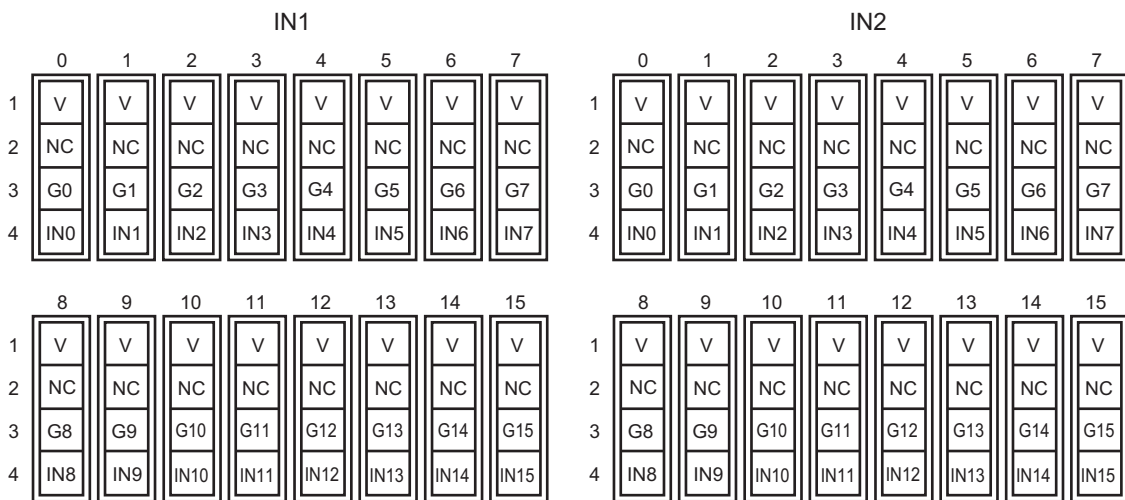 IN1 IN2
0 1 2 3 4 5 6 7 0 1 2 3 4 5 6 7
1 V V V V V V V V 1 V V V V V V V V
2 NC NC NC NC NC NC NC NC 2 NC NC NC NC NC NC NC NC
3 G0 G1 G2 G3 G4 G5 G6 G7 3 G0 G1 G2 G3 G4 G5 G6 G7
4 IN0 IN1 IN2 IN3 IN4 IN5 IN6 IN7 4 IN0 IN1 IN2 IN3 IN4 IN5 IN6 IN7
8 9 10 11 12 13 14 15 8 9 10 11 12 13 14 15
1 V V V V V V V V 1 V V V V V V V V
2 NC NC NC NC NC NC NC NC 2 NC NC NC NC NC NC NC NC
3 G8 G9 G10 G11 G12 G13 G14 G15 3 G8 G9 G10 G11 G12 G13 G14 G15
4 IN8 IN9 IN10 IN11 IN12 IN13 IN14 IN15 4 IN8 IN9 IN10 IN11 IN12 IN13 IN14 IN15